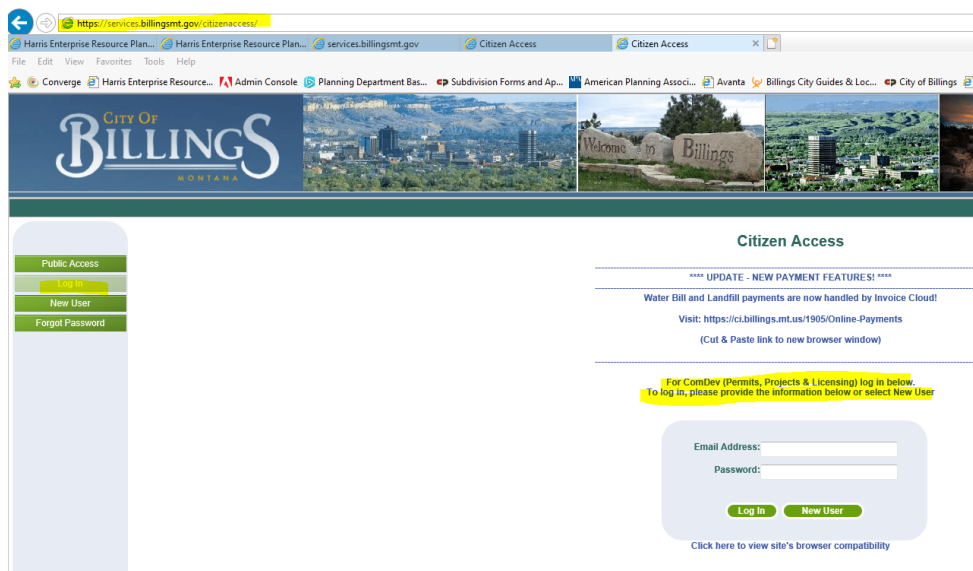 https://services.billingsmt.gov/citizenaccess/
Harris Enterprise Resource Plan... Harris Enterprise Resource Plan... services.billingsmt.gov Citizen Access Citizen Access
File Edit View Favorites Tools Help
Converge Harris Enterprise Resource... Admin Console Planning Department Bas... Subdivision Forms and Ap... American Planning Associ... Avanta Billings City Guides & Loc... City of Billings
CITY OF
BILLINGS
MONTANA
Welcome to Billings
Citizen Access
Public Access
Log In
New User
Forgot Password
**** UPDATE - NEW PAYMENT FEATURES! ****
Water Bill and Landfill payments are now handled by Invoice Cloud!
Visit: https://ci.billings.mt.us/1905/Online-Payments
(Cut & Paste link to new browser window)
For ComDev (Permits, Projects & Licensing) log in below.
To log in, please provide the information below or select New User
Email Address:
Password:
Log In New User
Click here to view site's browser compatibility